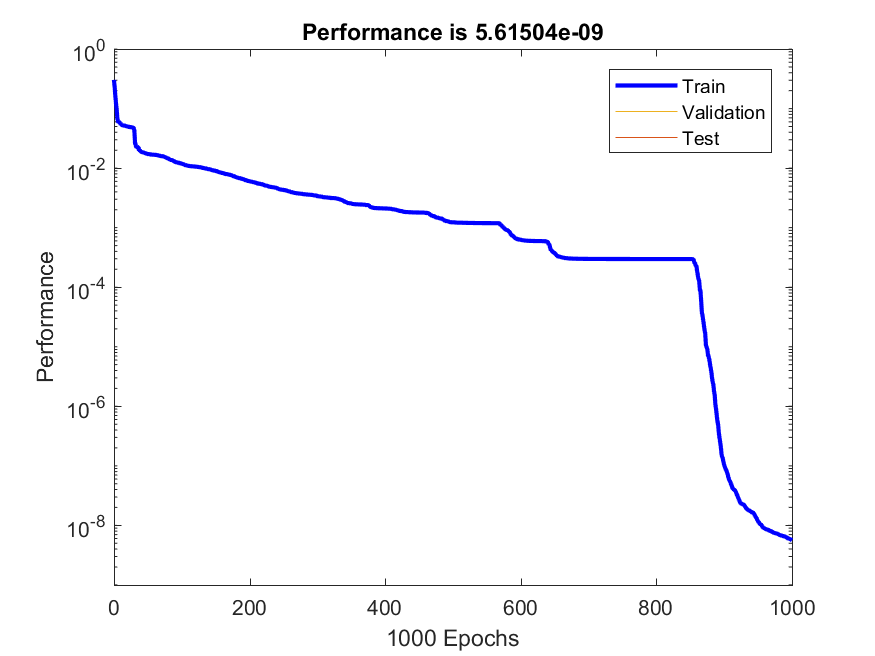 Performance is 5.61504e-09
10^0
10^-2
10^-4
10^-6
10^-8
Performance
Train
Validation
Test
0 200 400 600 800 1000
1000 Epochs